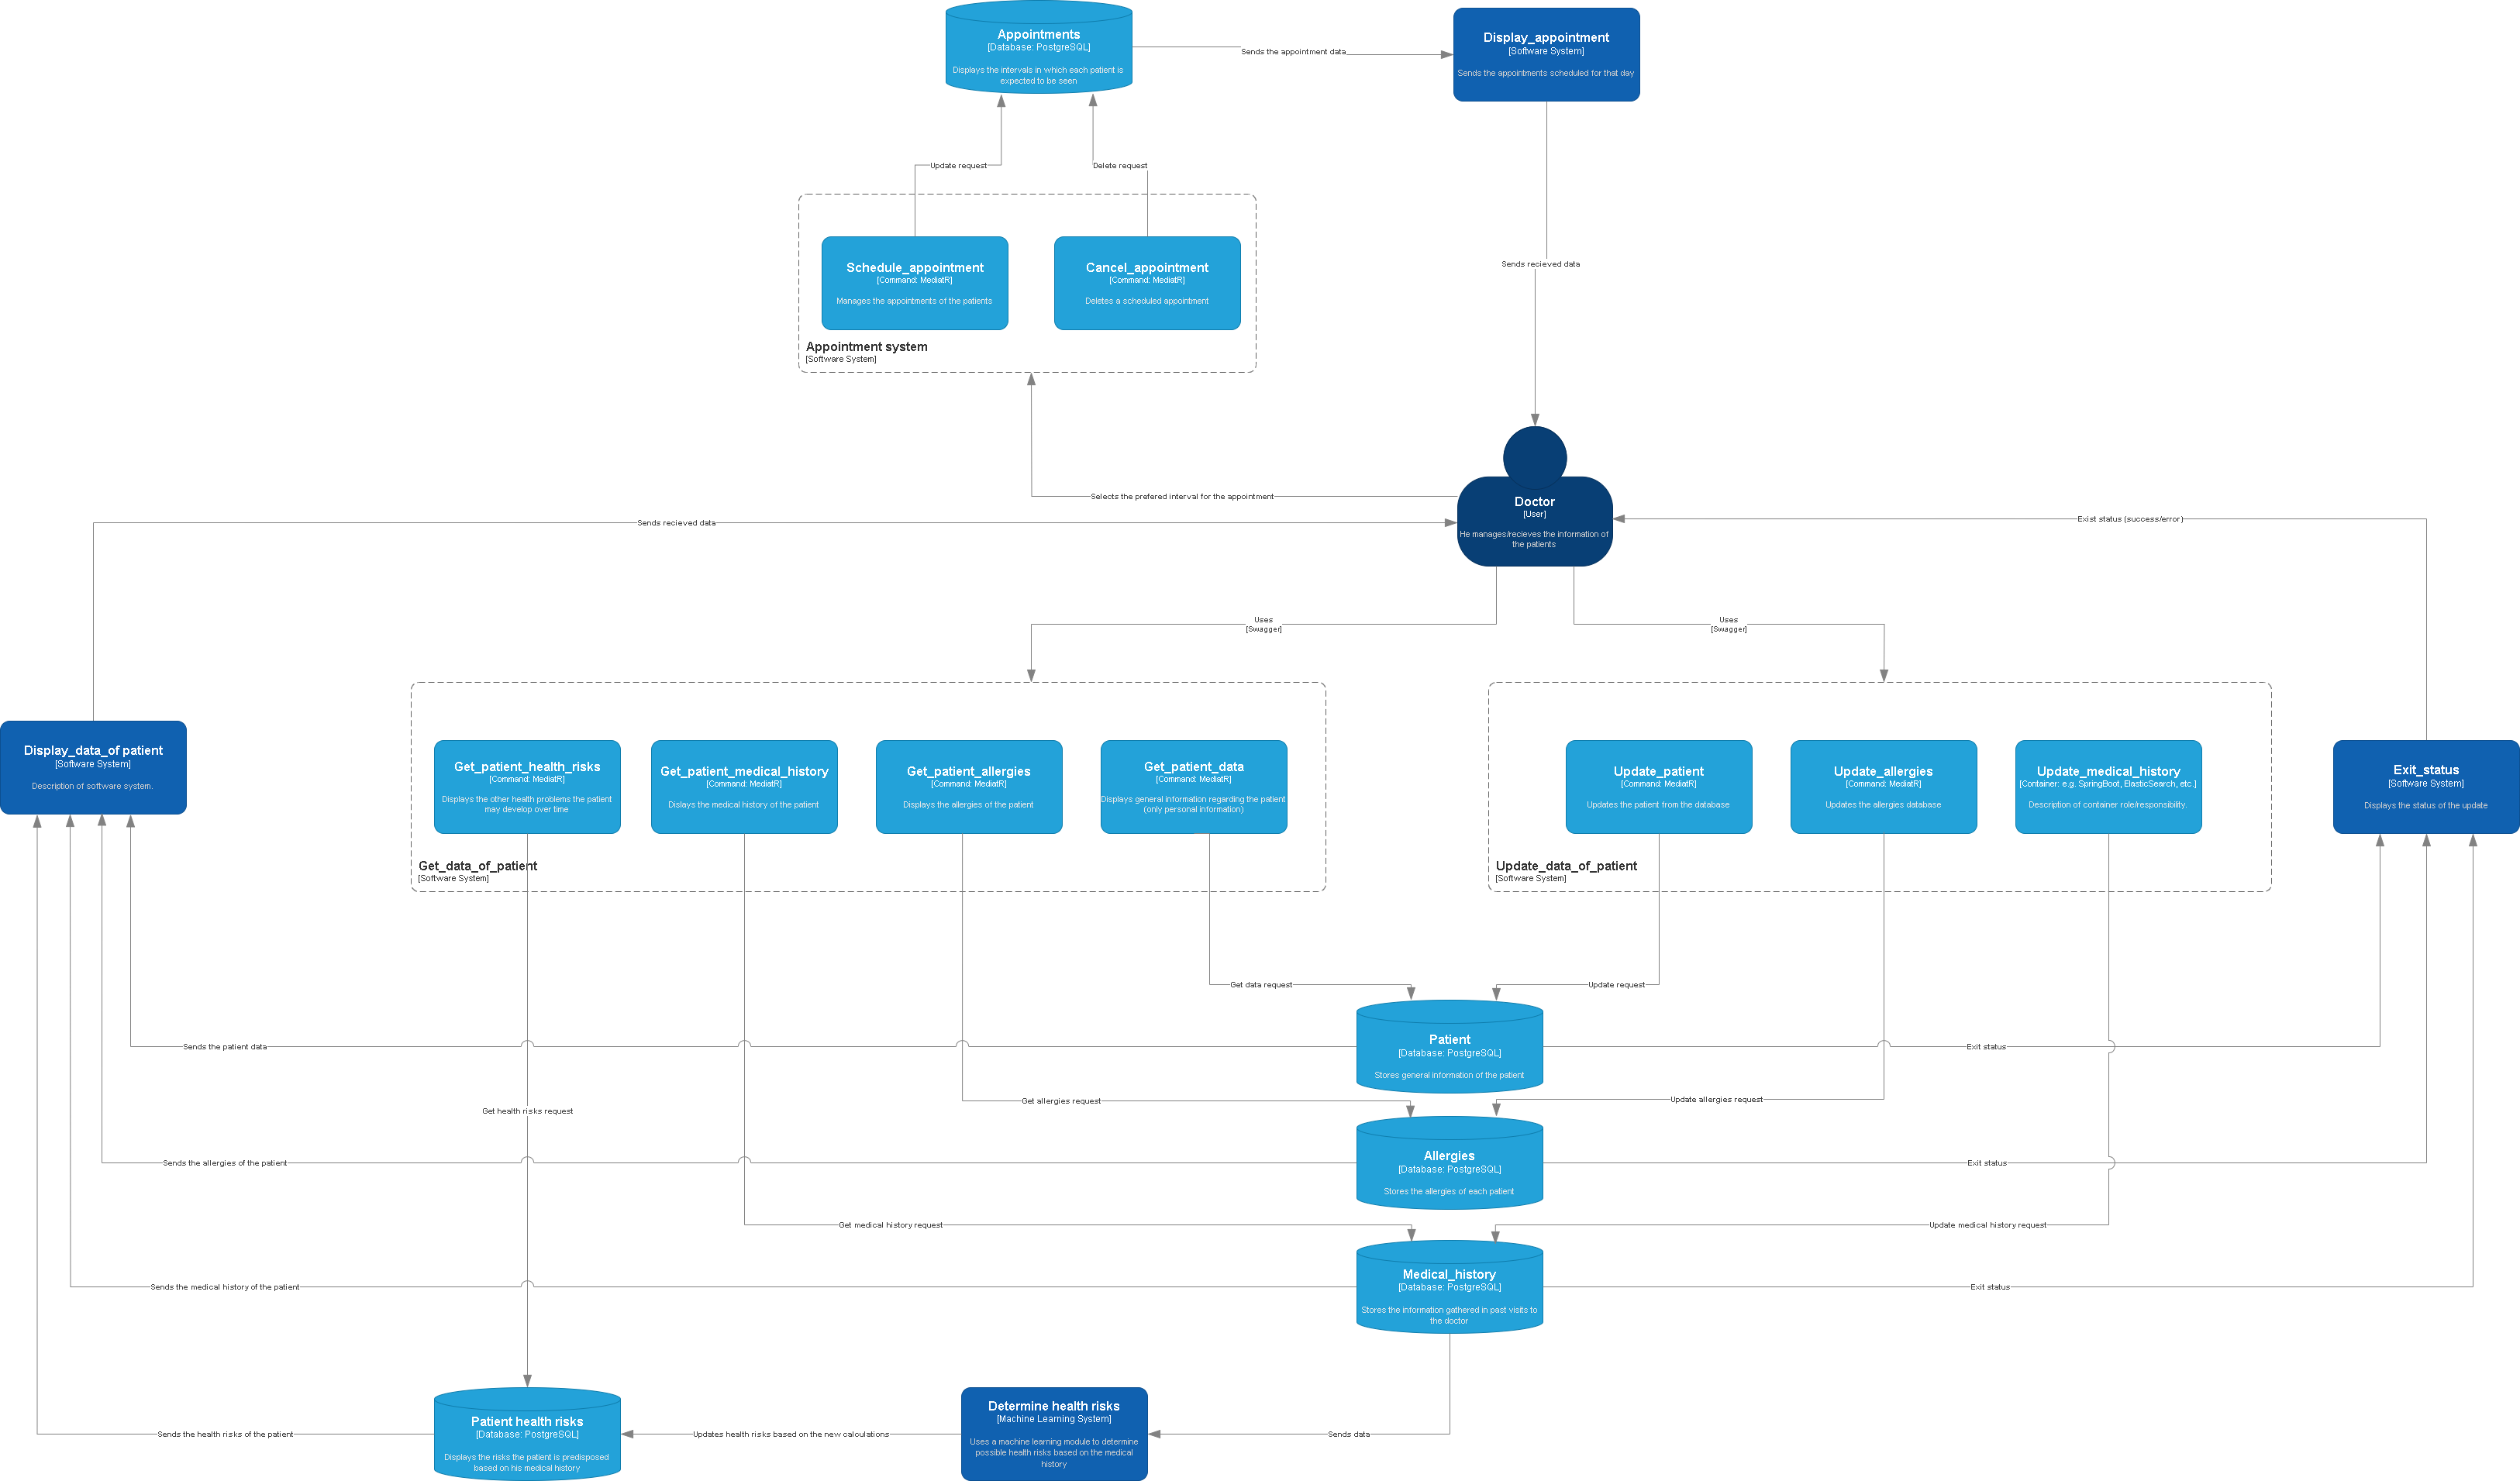 Appointments
[Database: PostgreSQL]
Displays the intervals in which each patient is
expected to be seen
Sends the appointment data
Display_appointment
[Software System]
Sends the appointments scheduled for that day
Update request
Delete request
Schedule_appointment
[Command: MediatR]
Manages the appointments of the patients
Cancel_appointment
[Command: MediatR]
Deletes a scheduled appointment
Appointment system
[Software System]
Sends recieved data
Selects the prefered interval for the appointment
Doctor
[User]
He manages/recieves the information of
the patients
Sends recieved data
Exist status (success/error)
Uses
[Swagger]
Uses
[Swagger]
Display_data_of patient
[Software System]
Description of software system.
Get_patient_health_risks
[Command: MediatR]
Displays the other health problems the patient
may develop over time
Get_patient_medical_history
[Command: MediatR]
Dislays the medical history of the patient
Get_patient_allergies
[Command: MediatR]
Displays the allergies of the patient
Get_patient_data
[Command: MediatR]
Displays general information regarding the patient
(only personal information)
Get_data_of_patient
[Software System]
Update_patient
[Command: MediatR]
Updates the patient from the database
Update_allergies
[Command: MediatR]
Updates the allergies database
Update_medical_history
[Container: e.g. SpringBoot, ElasticSearch, etc.]
Description of container role/responsibility.
Update_data_of_patient
[Software System]
Exit_status
[Software System]
Displays the status of the update
Get data request
Update request
Patient
[Database: PostgreSQL]
Stores general information of the patient
Sends the patient data
Exit status
Get health risks request
Get allergies request
Update allergies request
Allergies
[Database: PostgreSQL]
Stores the allergies of each patient
Sends the allergies of the patient
Exit status
Get medical history request
Update medical history request
Medical_history
[Database: PostgreSQL]
Stores the information gathered in past visits to
the doctor
Sends the medical history of the patient
Exit status
Patient health risks
[Database: PostgreSQL]
Displays the risks the patient is predisposed
based on his medical history
Sends the health risks of the patient
Updates health risks based on the new calculations
Determine health risks
[Machine Learning System]
Uses a machine learning module to determine
possible health risks based on the medical
history
Sends data